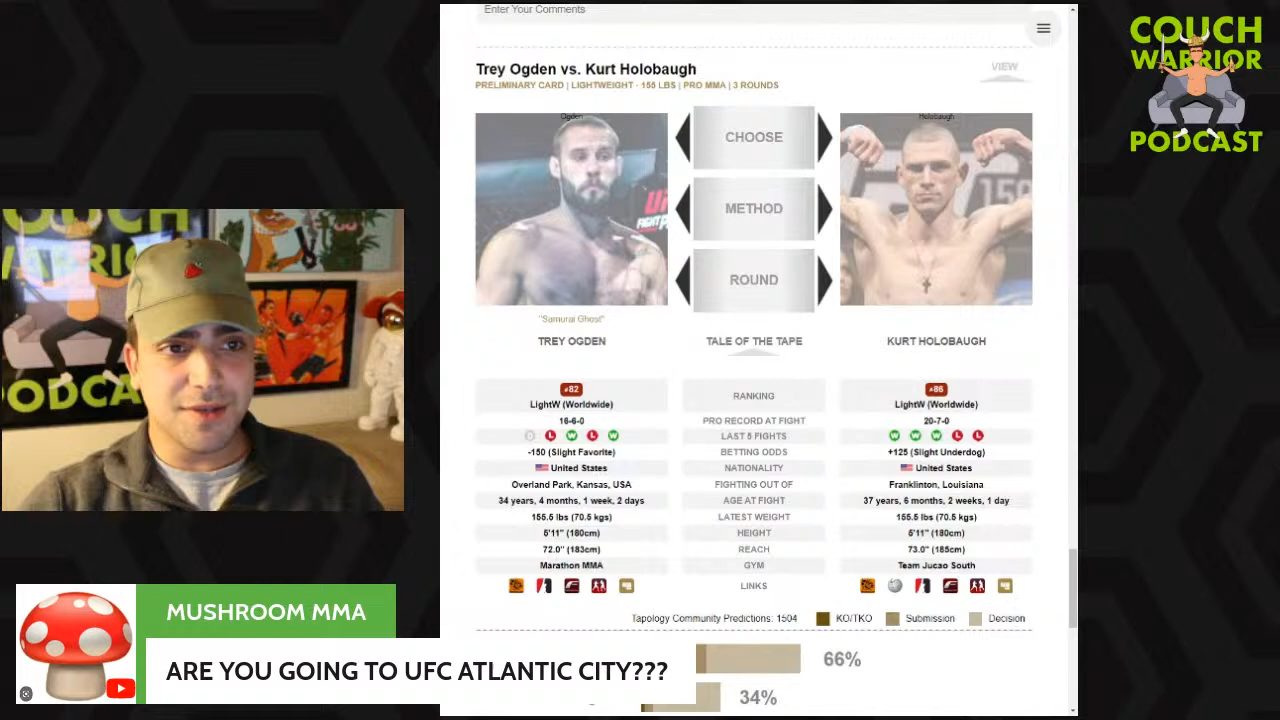 Enter Your Comments
COUCH
WARRIOR
PODCAST
Trey Ogden vs. Kurt Holobaugh
VIEW
PRELIMINARY CARD | LIGHTWEIGHT · 155 LBS | PRO MMA | 3 ROUNDS
Ogden
Holobaugh
CHOOSE
METHOD
ROUND
"Samurai Ghost"
TREY OGDEN
TALE OF THE TAPE
KURT HOLOBAUGH
#82
LightW (Worldwide)
RANKING
#86
LightW (Worldwide)
16-6-0
PRO RECORD AT FIGHT
20-7-0
L W L W
LAST 5 FIGHTS
W W W L L
-150 (Slight Favorite)
BETTING ODDS
+125 (Slight Underdog)
United States
NATIONALITY
United States
Overland Park, Kansas, USA
FIGHTING OUT OF
Franklinton, Louisiana
34 years, 4 months, 1 week, 2 days
AGE AT FIGHT
37 years, 6 months, 2 weeks, 1 day
155.5 lbs (70.5 kgs)
LATEST WEIGHT
155.5 lbs (70.5 kgs)
5'11" (180cm)
HEIGHT
5'11" (180cm)
72.0" (183cm)
REACH
73.0" (185cm)
Marathon MMA
GYM
Team Jucao South
LINKS
Tapology Community Predictions: 1504
KO/TKO
Submission
Decision
66%
34%
MUSHROOM MMA
ARE YOU GOING TO UFC ATLANTIC CITY???